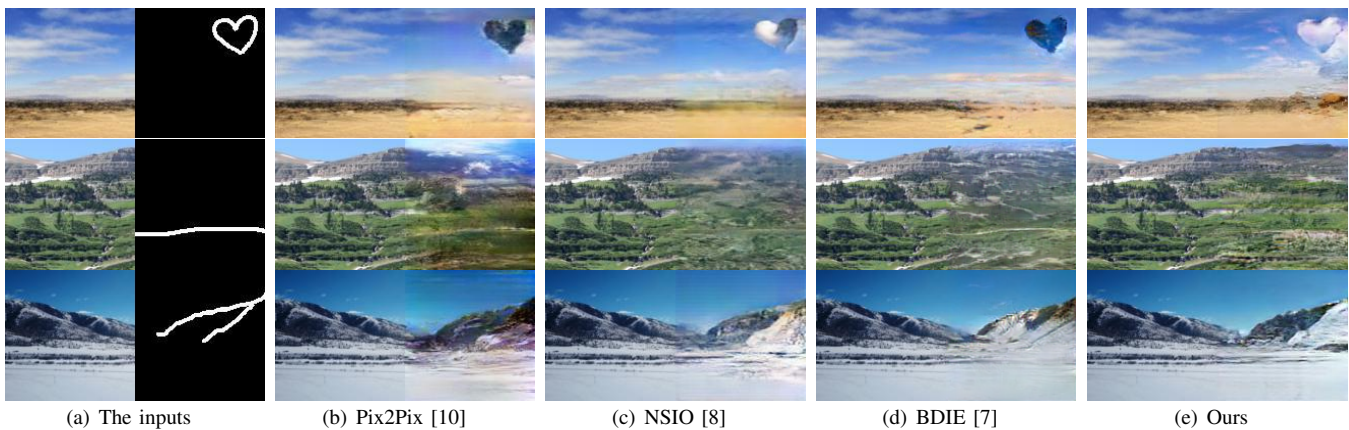 (a) The inputs (b) Pix2Pix [10] (c) NSIO [8] (d) BDIE [7] (e) Ours